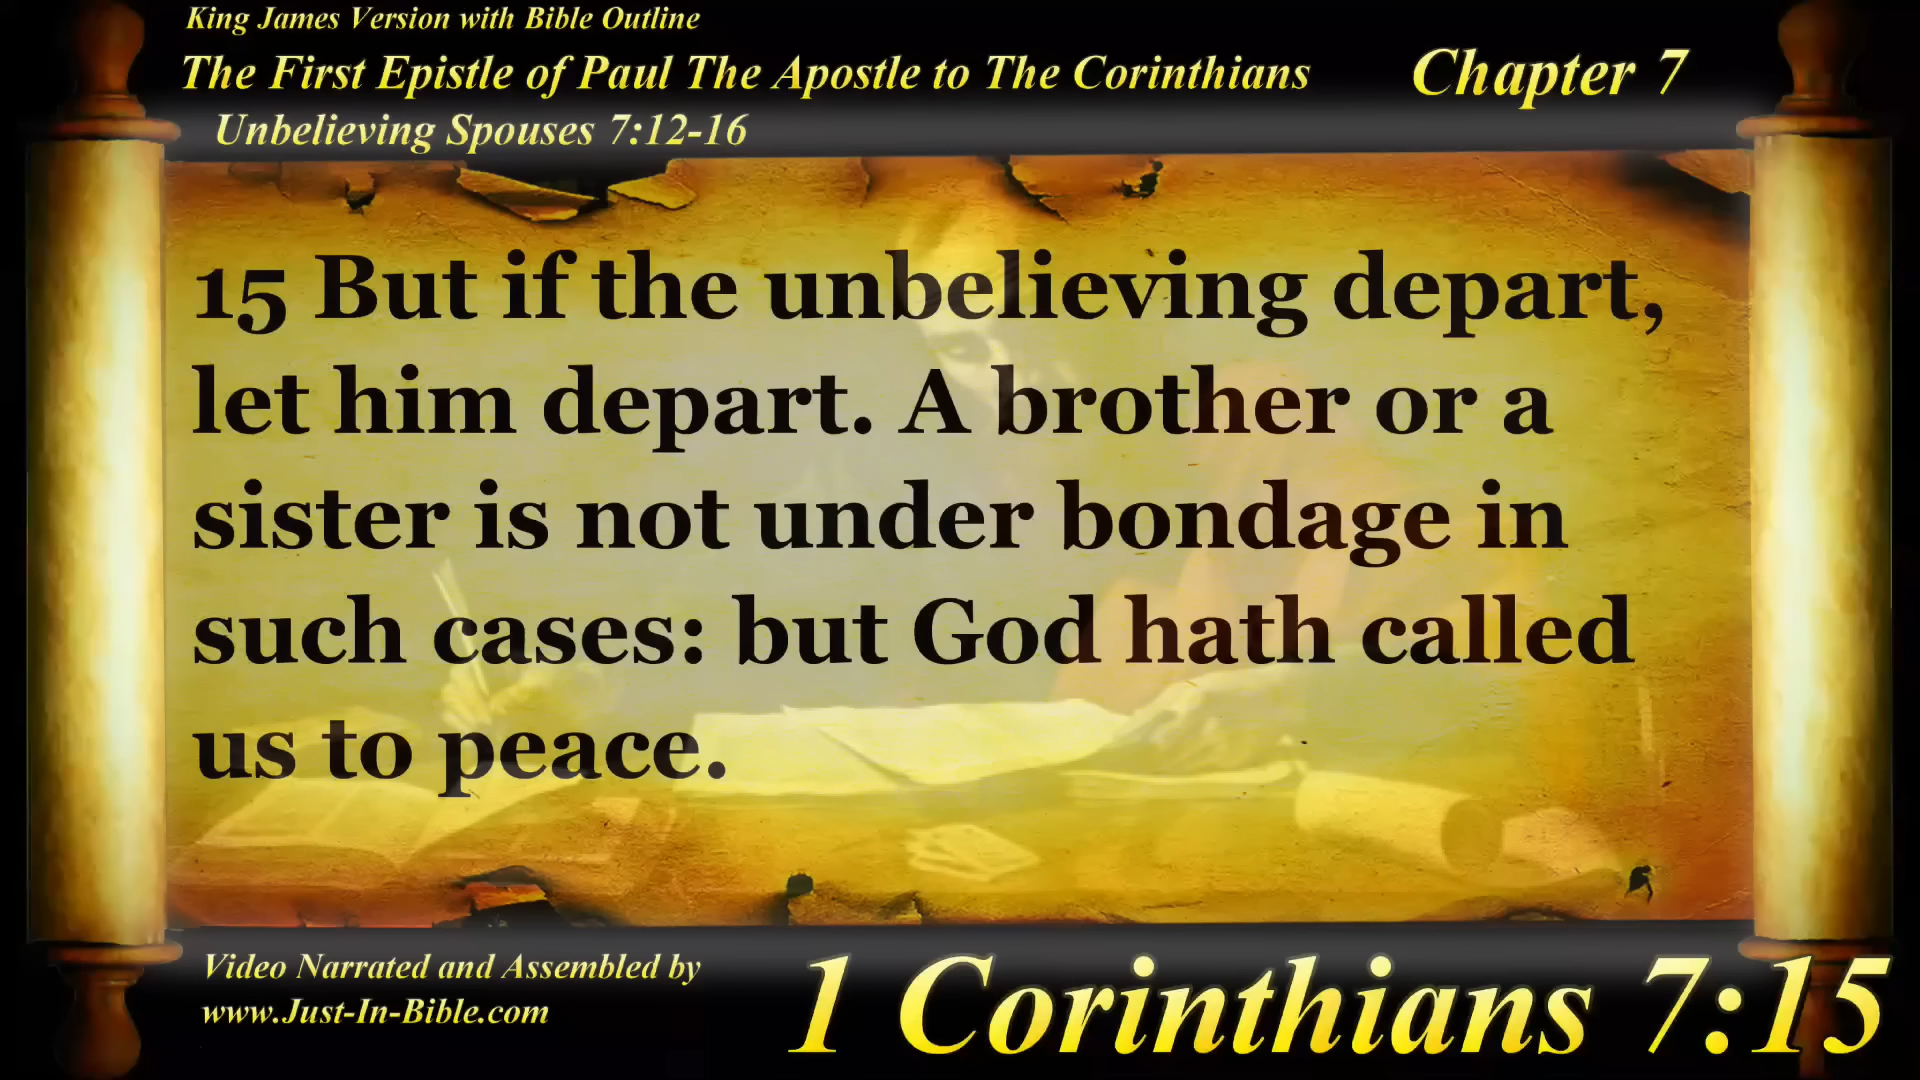 King James Version with Bible Outline
The First Epistle of Paul The Apostle to The Corinthians
Chapter 7
Unbelieving Spouses 7:12-16
15 But if the unbelieving depart,
let him depart. A brother or a
sister is not under bondage in
such cases: but God hath called
us to peace.
Video Narrated and Assembled by
www.Just-In-Bible.com
1 Corinthians 7:15